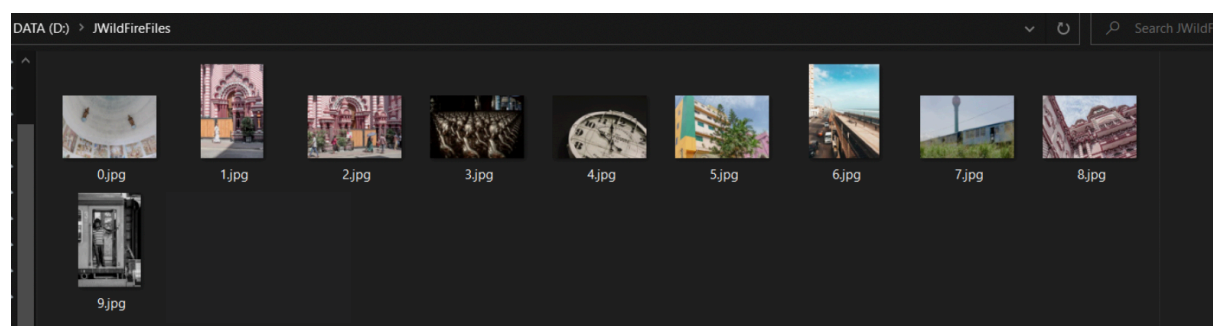 DATA (D:) > JWildFireFiles
Search JWildF
0.jpg 1.jpg 2.jpg 3.jpg 4.jpg 5.jpg 6.jpg 7.jpg 8.jpg
9.jpg